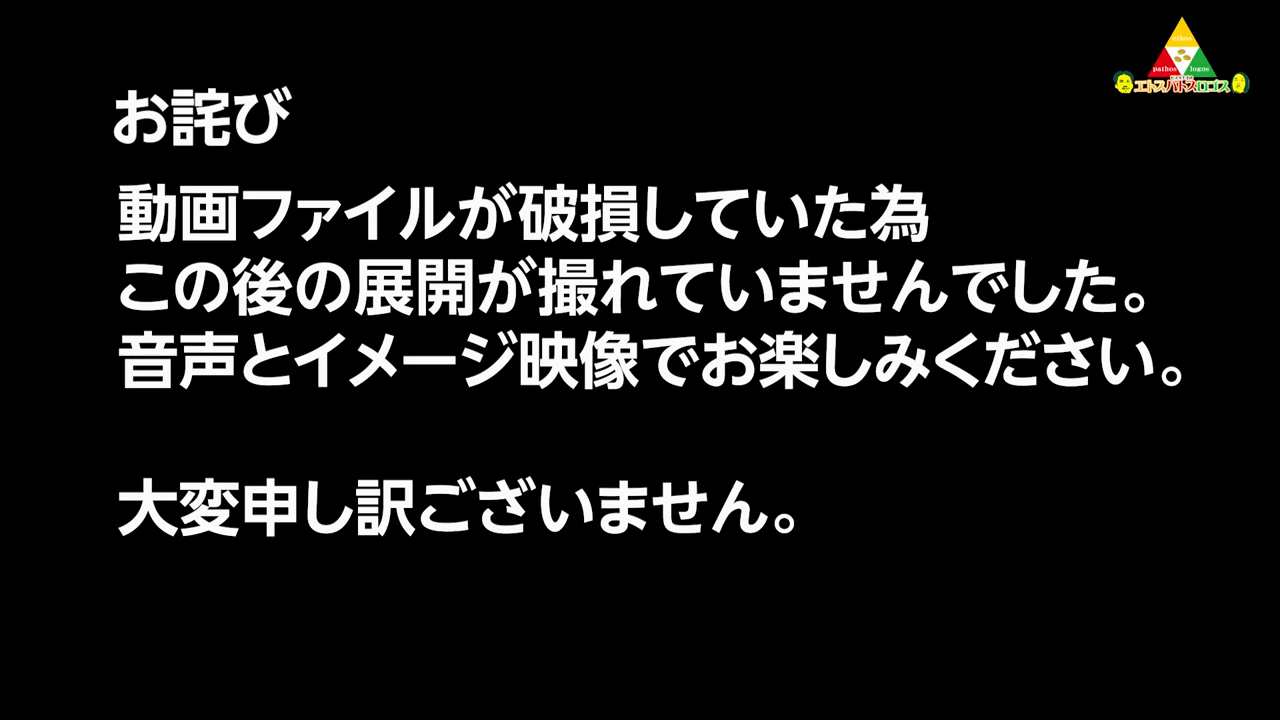 ethos
pathos logos
エトスパトスロゴス
お詫び
動画ファイルが破損していた為
この後の展開が撮れていませんでした。
音声とイメージ映像でお楽しみください。
大変申し訳ございません。